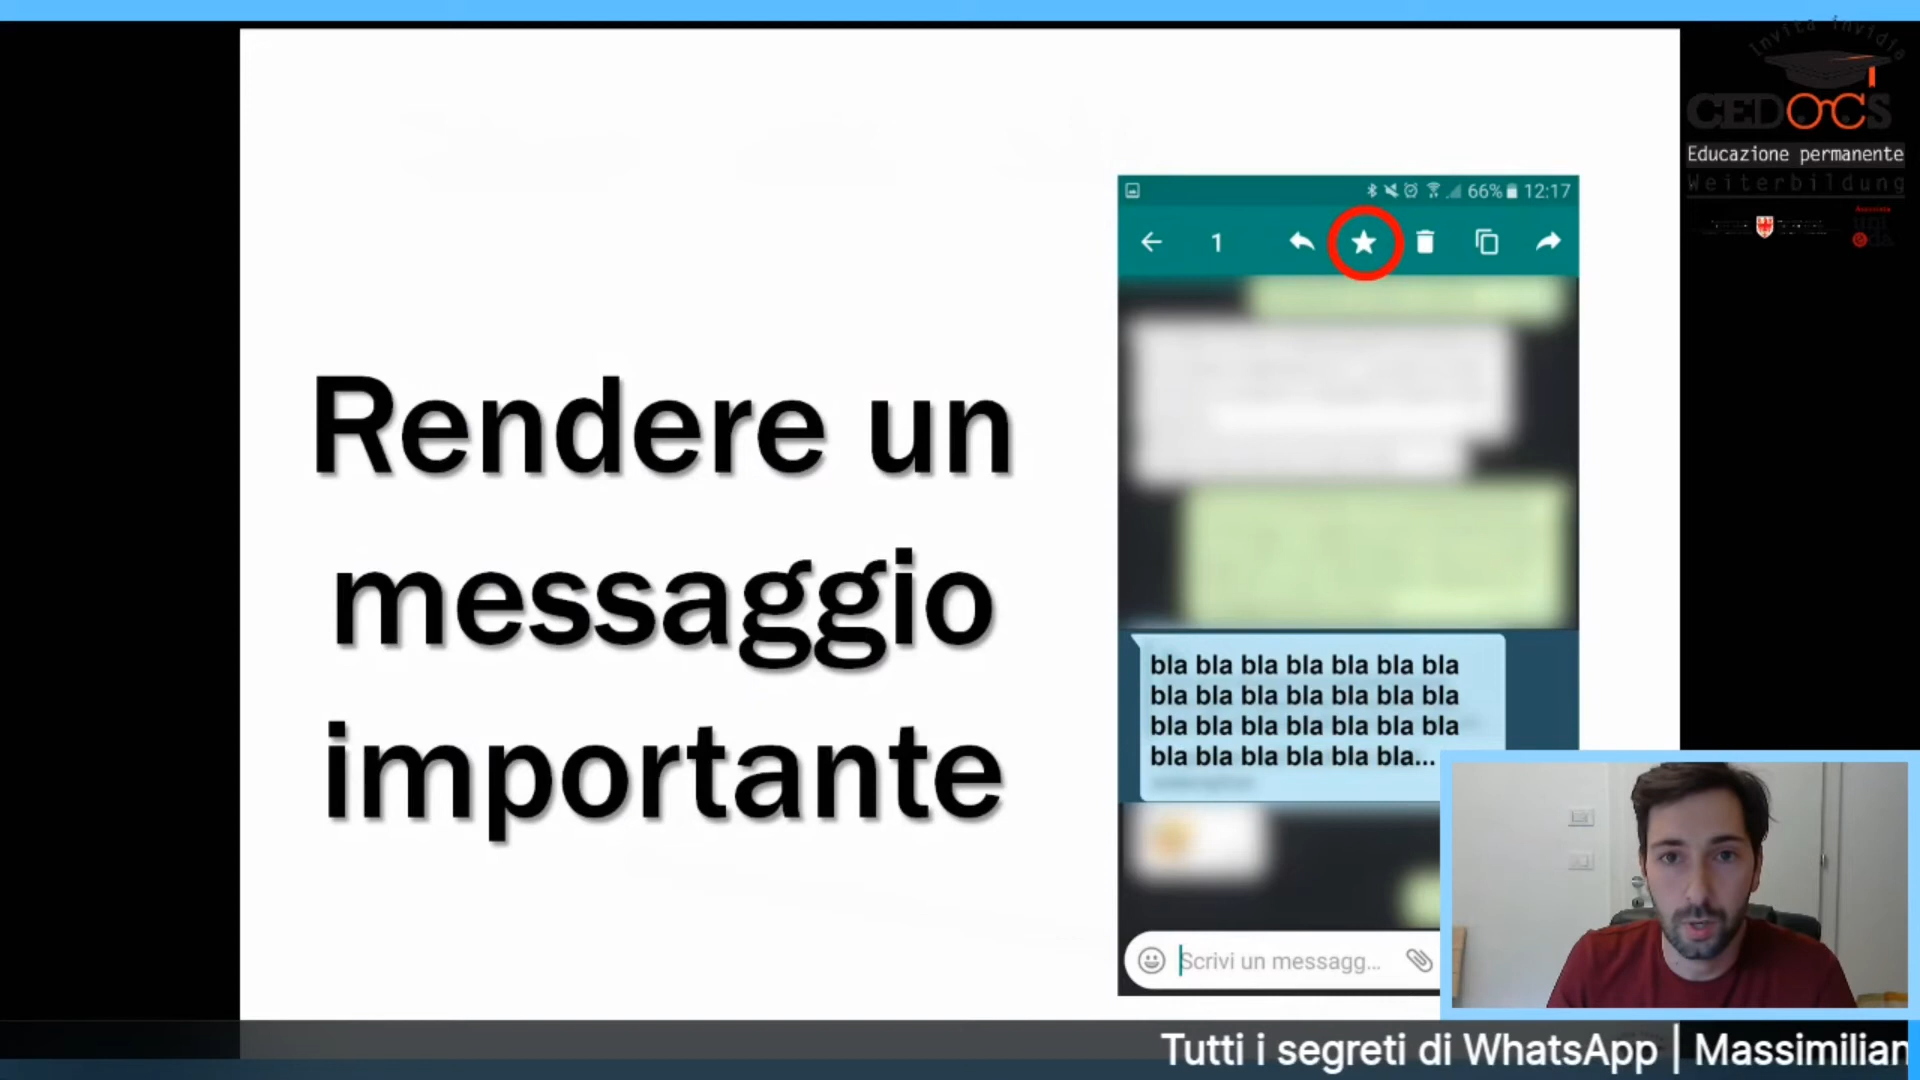 Invita invidia
CEDOCS
Educazione permanente
Weiterbildung
66% 12:17
1
Rendere un
messaggio
importante
bla bla bla bla bla bla bla
bla bla bla bla bla bla bla
bla bla bla bla bla bla bla
bla bla bla bla bla bla...
Scrivi un messagg...
Tutti i segreti di WhatsApp | Massimilian